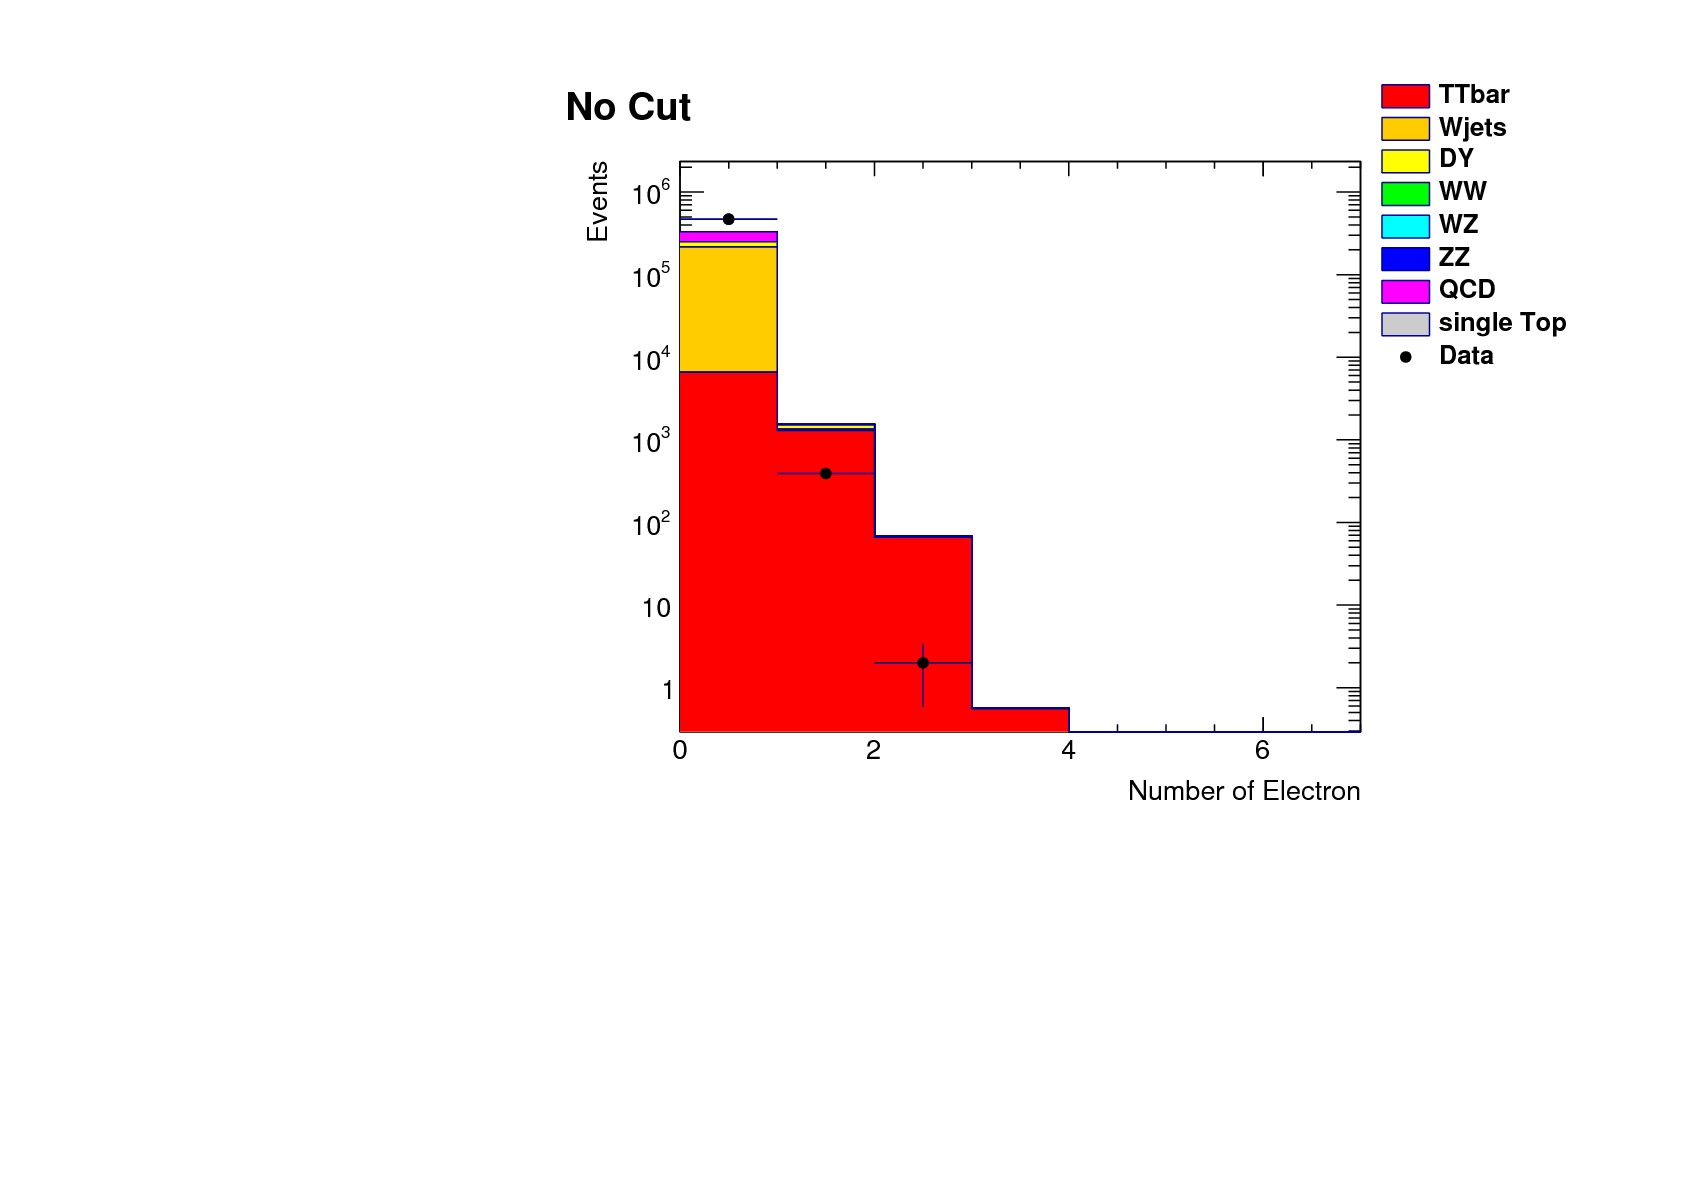 No Cut
Events
10^6
10^5
10^4
10^3
10^2
10
1
0 2 4 6
Number of Electron
TTbar
Wjets
DY
WW
WZ
ZZ
QCD
single Top
Data